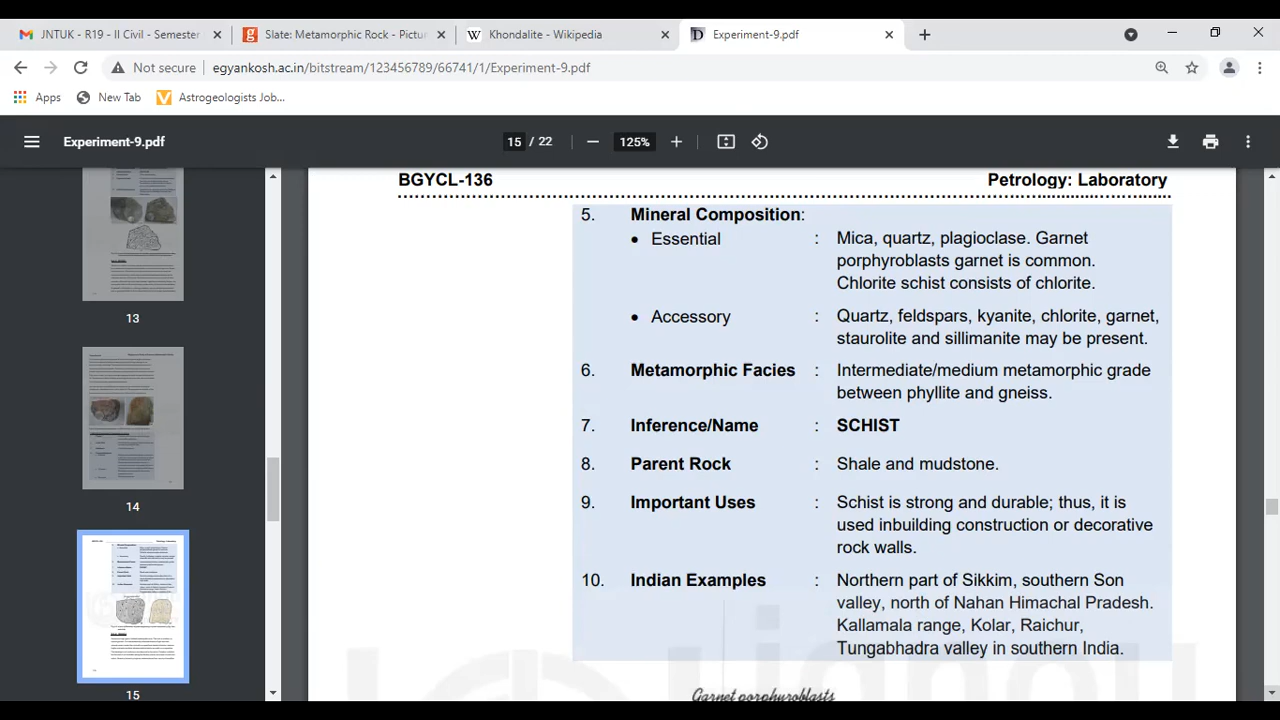 JNTUK - R19 - II Civil - Semester
Slate: Metamorphic Rock - Pictu
Khondalite - Wikipedia
Experiment-9.pdf
Not secure egyankosh.ac.in/bitstream/123456789/66741/1/Experiment-9.pdf
Apps New Tab Astrogeologists Job...
Experiment-9.pdf 15 / 22 125%
13
14
15
BGYCL-136 Petrology: Laboratory
5. Mineral Composition:
• Essential : Mica, quartz, plagioclase. Garnet
porphyroblasts garnet is common.
Chlorite schist consists of chlorite.
• Accessory : Quartz, feldspars, kyanite, chlorite, garnet,
staurolite and sillimanite may be present.
6. Metamorphic Facies : Intermediate/medium metamorphic grade
between phyllite and gneiss.
7. Inference/Name : SCHIST
8. Parent Rock : Shale and mudstone.
9. Important Uses : Schist is strong and durable; thus, it is
used inbuilding construction or decorative
rock walls.
10. Indian Examples : Northern part of Sikkim, southern Son
valley, north of Nahan Himachal Pradesh.
Kallamala range, Kolar, Raichur,
Tungabhadra valley in southern India.
Garnet porphyroblasts